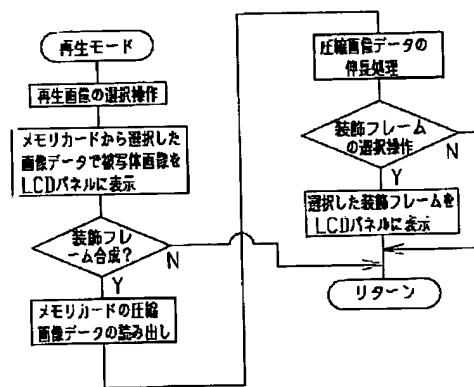 再生モード
再生画像の選択操作
メモリカードから選択した
画像データで被写体画像を
LCDパネルに表示
装飾フレ
ーム合成?
N
Y
メモリカードの圧縮
画像データの読み出し
圧縮画像データの
伸長処理
装飾フレーム
の選択操作
N
Y
選択した装飾フレームを
LCDパネルに表示
リターン